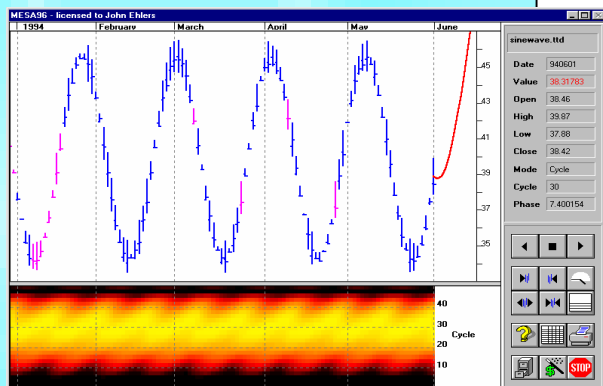 MESA96 - licensed to John Ehlers
1994 February March April May June
sinewave.ttd
Date 940601
Value 38.31783
Open 38.46
High 39.87
Low 37.88
Close 38.42
Mode Cycle
Cycle 30
Phase 7.400154
45
43
41
39
37
35
40
30
Cycle
20
10
STOP